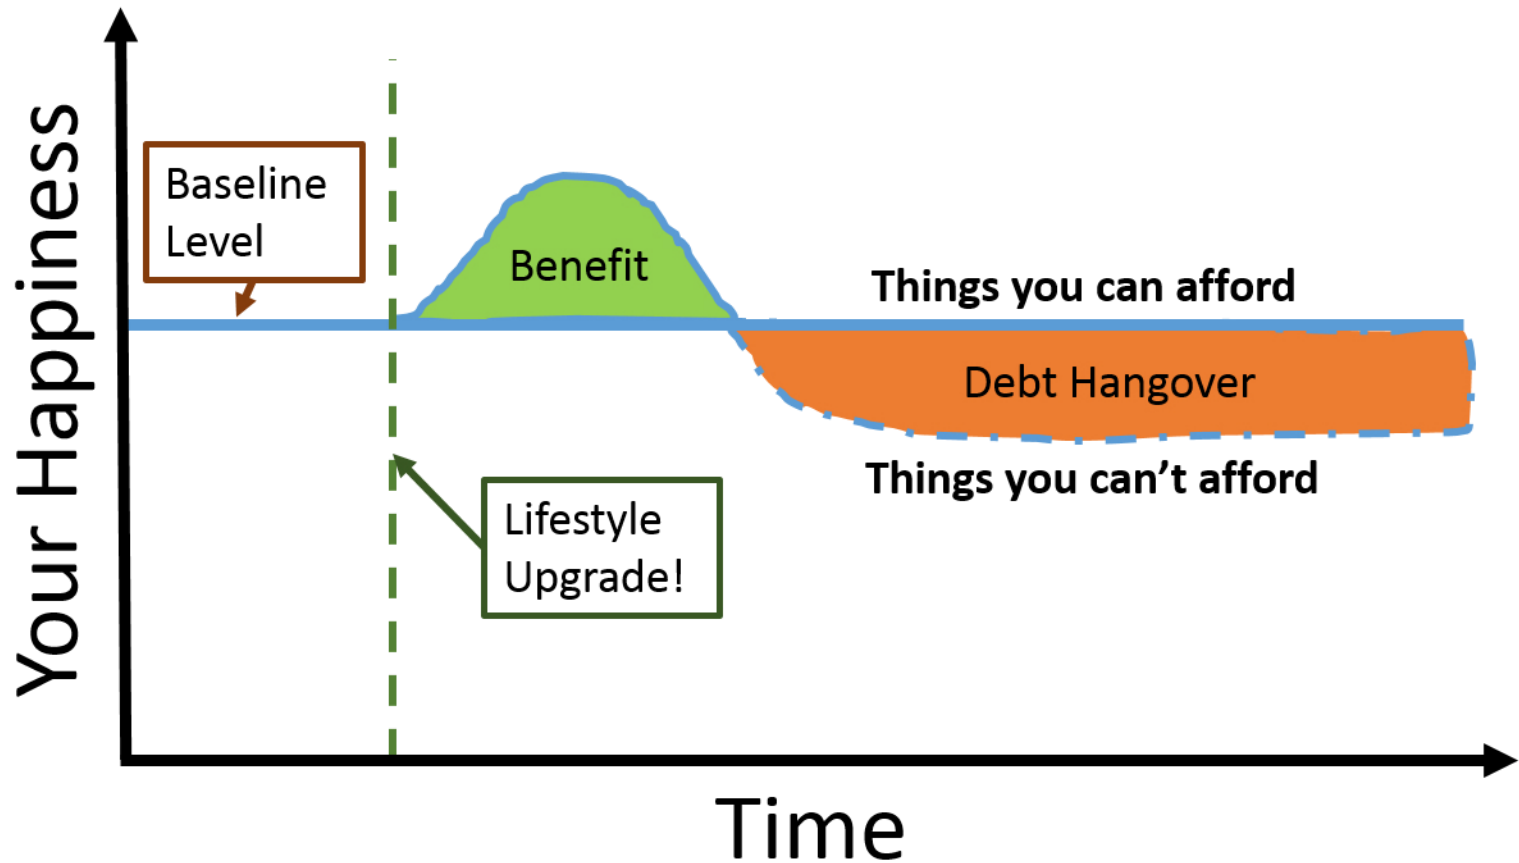 Your Happiness
Baseline
Level
Benefit
Things you can afford
Debt Hangover
Things you can’t afford
Lifestyle
Upgrade!
Time